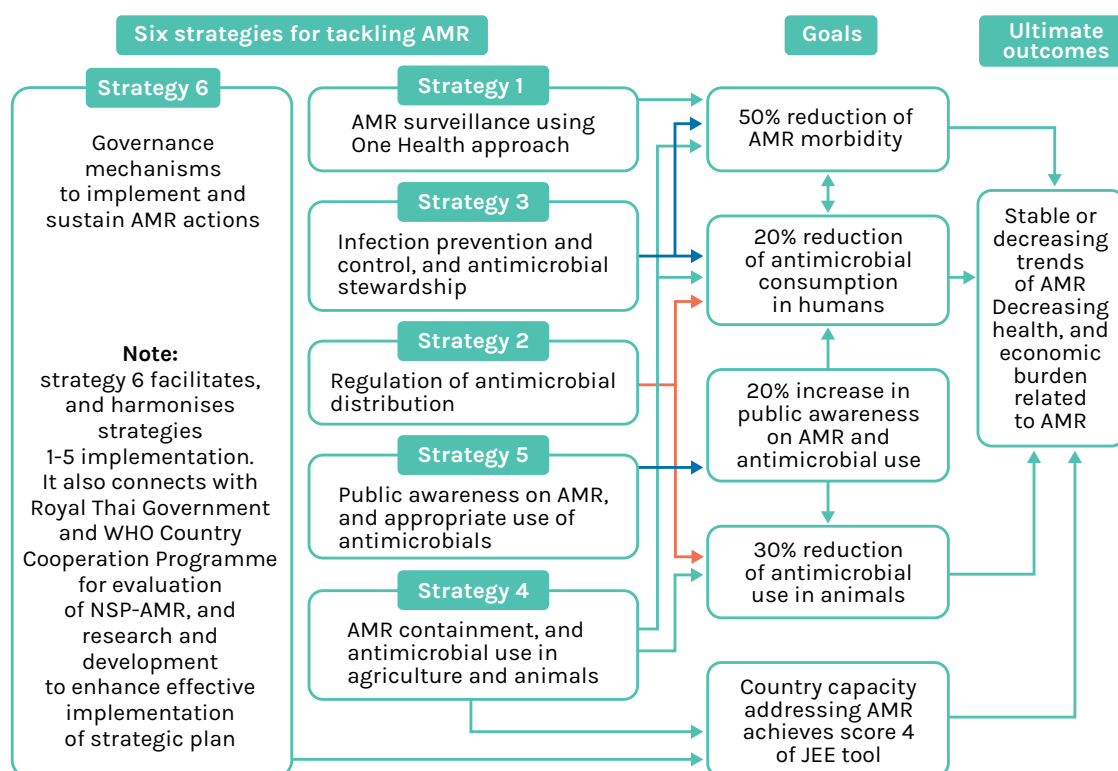 Six strategies for tackling AMR
Goals
Ultimate
outcomes
Strategy 6
Governance
mechanisms
to implement and
sustain AMR actions
Note:
strategy 6 facilitates,
and harmonises
strategies
1-5 implementation.
It also connects with
Royal Thai Government
and WHO Country
Cooperation Programme
for evaluation
of NSP-AMR, and
research and
development
to enhance effective
implementation
of strategic plan
Strategy 1
AMR surveillance using
One Health approach
Strategy 3
Infection prevention and
control, and antimicrobial
stewardship
Strategy 2
Regulation of antimicrobial
distribution
Strategy 5
Public awareness on AMR,
and appropriate use of
antimicrobials
Strategy 4
AMR containment, and
antimicrobial use in
agriculture and animals
50% reduction of
AMR morbidity
20% reduction
of antimicrobial
consumption
in humans
20% increase in
public awareness
on AMR and
antimicrobial use
30% reduction
of antimicrobial
use in animals
Country capacity
addressing AMR
achieves score 4
of JEE tool
Stable or
decreasing
trends
of AMR
Decreasing
health, and
economic
burden
related
to AMR